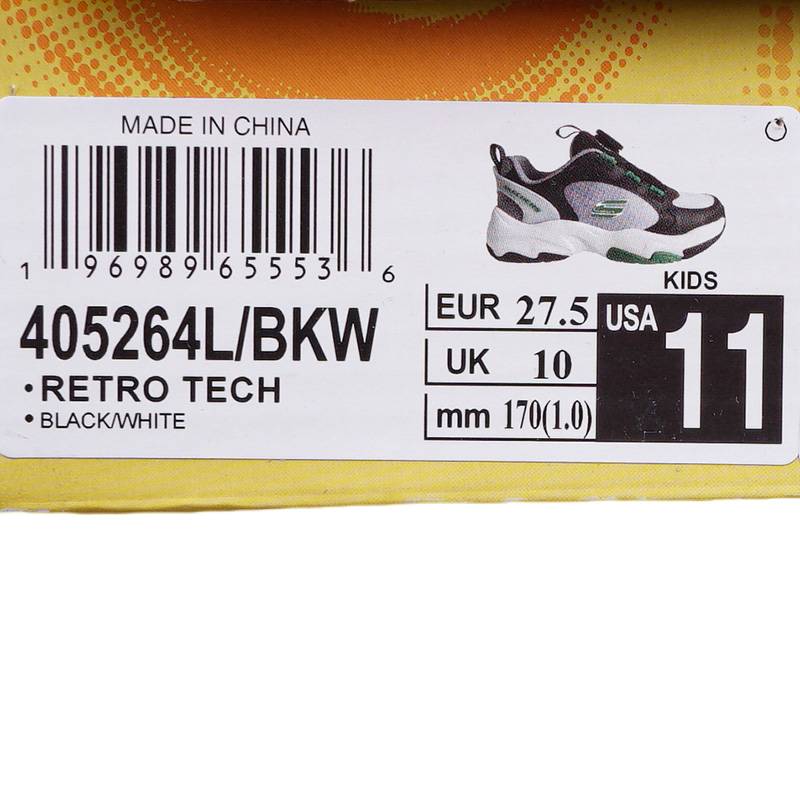 MADE IN CHINA
1 96989 65553 6
405264L/BKW
•RETRO TECH
•BLACK/WHITE
KIDS
EUR 27.5
UK 10
mm 170(1.0)
USA 11